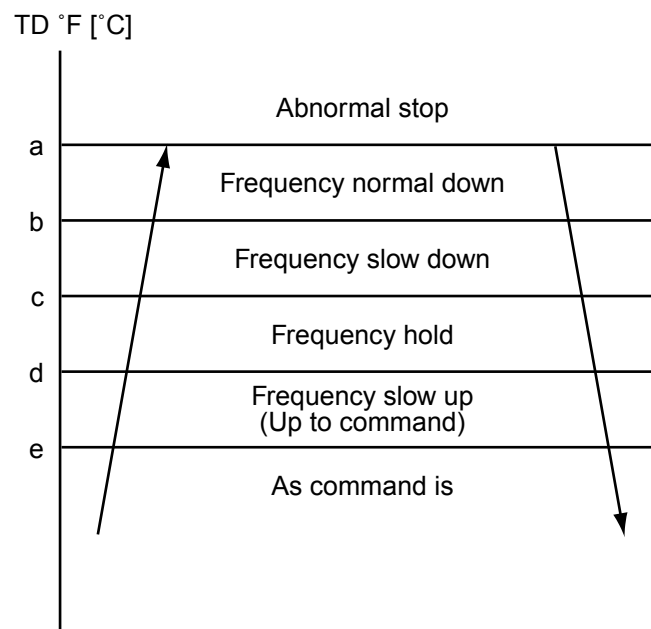 TD ˚F [˚C]
Abnormal stop
a
Frequency normal down
b
Frequency slow down
c
Frequency hold
d
Frequency slow up
(Up to command)
e
As command is